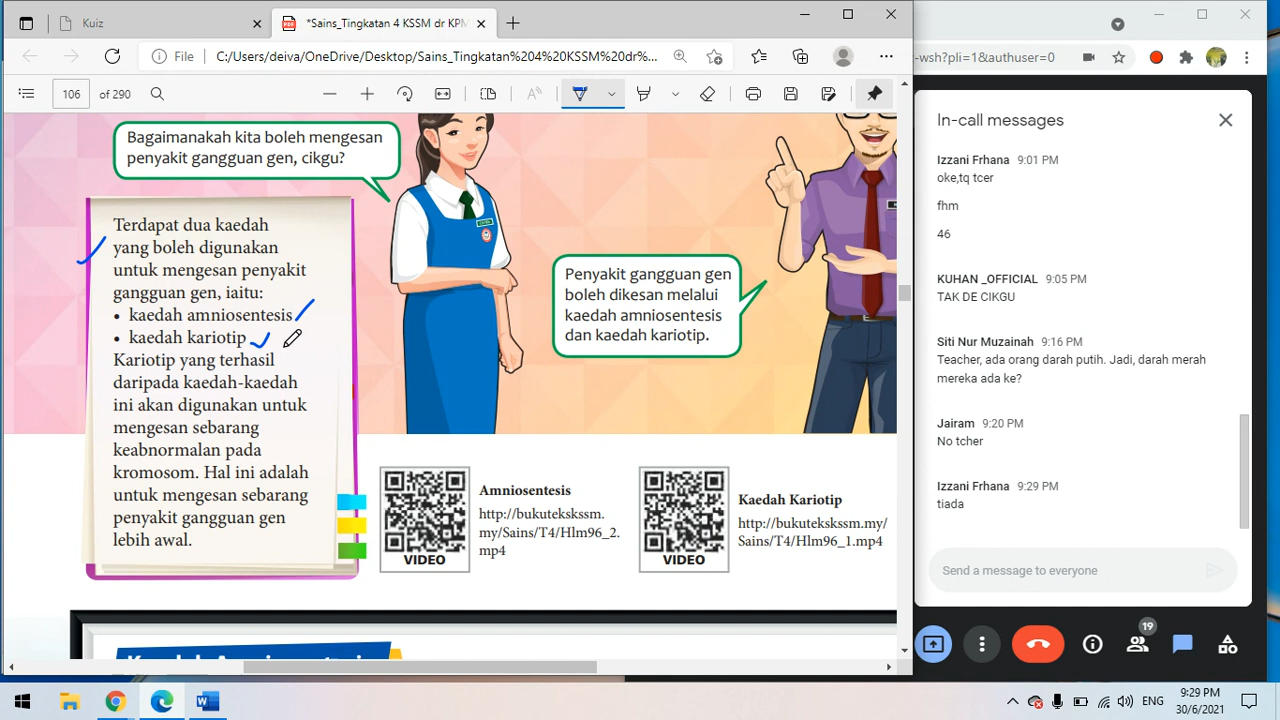 Kuiz
*Sains_Tingkatan 4 KSSM dr KPM
File
C:/Users/deiva/OneDrive/Desktop/Sains_Tingkatan%204%20KSSM%20dr%...
-wsh?pli=1&authuser=0
106 of 290
Bagaimanakah kita boleh mengesan
penyakit gangguan gen, cikgu?
Terdapat dua kaedah
yang boleh digunakan
untuk mengesan penyakit
gangguan gen, iaitu:
• kaedah amniosentesis
• kaedah kariotip
Kariotip yang terhasil
daripada kaedah-kaedah
ini akan digunakan untuk
mengesan sebarang
keabnormalan pada
kromosom. Hal ini adalah
untuk mengesan sebarang
penyakit gangguan gen
lebih awal.
Penyakit gangguan gen
boleh dikesan melalui
kaedah amniosentesis
dan kaedah kariotip.
VIDEO
Amniosentesis
http://bukutekskssm.
my/Sains/T4/Hlm96_2.
mp4
VIDEO
Kaedah Kariotip
http://bukutekskssm.my/
Sains/T4/Hlm96_1.mp4
In-call messages
Izzani Frhana 9:01 PM
oke,tq tcer
fhm
46
KUHAN _OFFICIAL 9:05 PM
TAK DE CIKGU
Siti Nur Muzainah 9:16 PM
Teacher, ada orang darah putih. Jadi, darah merah
mereka ada ke?
Jairam 9:20 PM
No tcher
Izzani Frhana 9:29 PM
tiada
Send a message to everyone
19
ENG
9:29 PM
30/6/2021